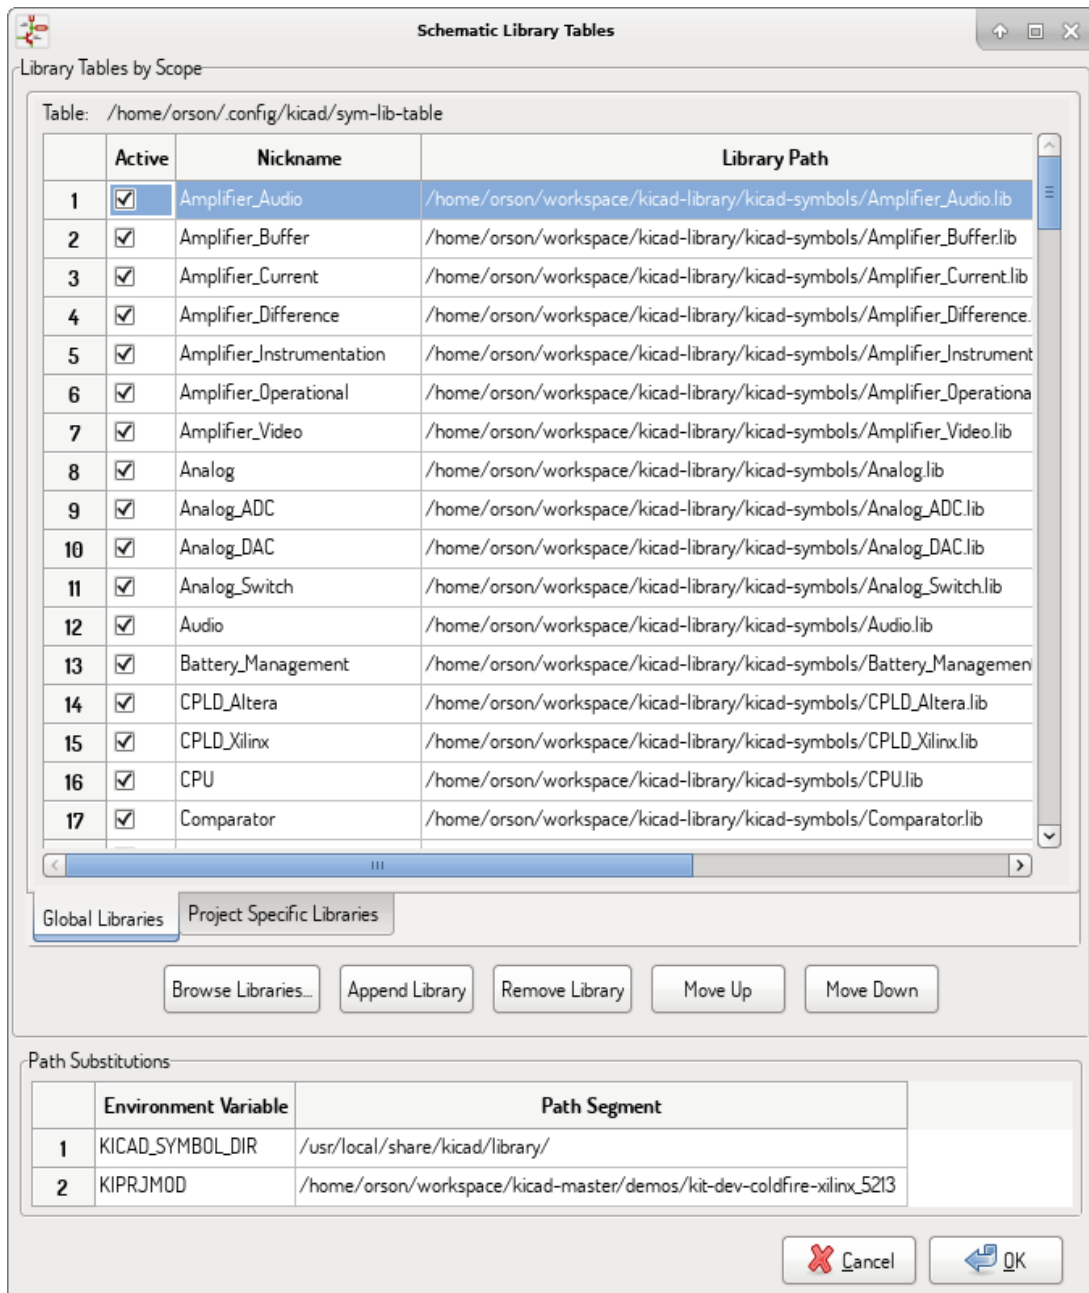 Schematic Library Tables
Library Tables by Scope
Table: /home/orson/.config/kicad/sym-lib-table
Active Nickname Library Path
1 Amplifier_Audio /home/orson/workspace/kicad-library/kicad-symbols/Amplifier_Audio.lib
2 Amplifier_Buffer /home/orson/workspace/kicad-library/kicad-symbols/Amplifier_Buffer.lib
3 Amplifier_Current /home/orson/workspace/kicad-library/kicad-symbols/Amplifier_Current.lib
4 Amplifier_Difference /home/orson/workspace/kicad-library/kicad-symbols/Amplifier_Difference.
5 Amplifier_Instrumentation /home/orson/workspace/kicad-library/kicad-symbols/Amplifier_Instrument
6 Amplifier_Operational /home/orson/workspace/kicad-library/kicad-symbols/Amplifier_Operationa
7 Amplifier_Video /home/orson/workspace/kicad-library/kicad-symbols/Amplifier_Video.lib
8 Analog /home/orson/workspace/kicad-library/kicad-symbols/Analog.lib
9 Analog_ADC /home/orson/workspace/kicad-library/kicad-symbols/Analog_ADC.lib
10 Analog_DAC /home/orson/workspace/kicad-library/kicad-symbols/Analog_DAC.lib
11 Analog_Switch /home/orson/workspace/kicad-library/kicad-symbols/Analog_Switch.lib
12 Audio /home/orson/workspace/kicad-library/kicad-symbols/Audio.lib
13 Battery_Management /home/orson/workspace/kicad-library/kicad-symbols/Battery_Managemen
14 CPLD_Altera /home/orson/workspace/kicad-library/kicad-symbols/CPLD_Altera.lib
15 CPLD_Xilinx /home/orson/workspace/kicad-library/kicad-symbols/CPLD_Xilinx.lib
16 CPU /home/orson/workspace/kicad-library/kicad-symbols/CPU.lib
17 Comparator /home/orson/workspace/kicad-library/kicad-symbols/Comparator.lib
Global Libraries Project Specific Libraries
Browse Libraries... Append Library Remove Library Move Up Move Down
Path Substitutions
Environment Variable Path Segment
1 KICAD_SYMBOL_DIR /usr/local/share/kicad/library/
2 KIPRJMOD /home/orson/workspace/kicad-master/demos/kit-dev-coldfire-xilinx_5213
Cancel OK